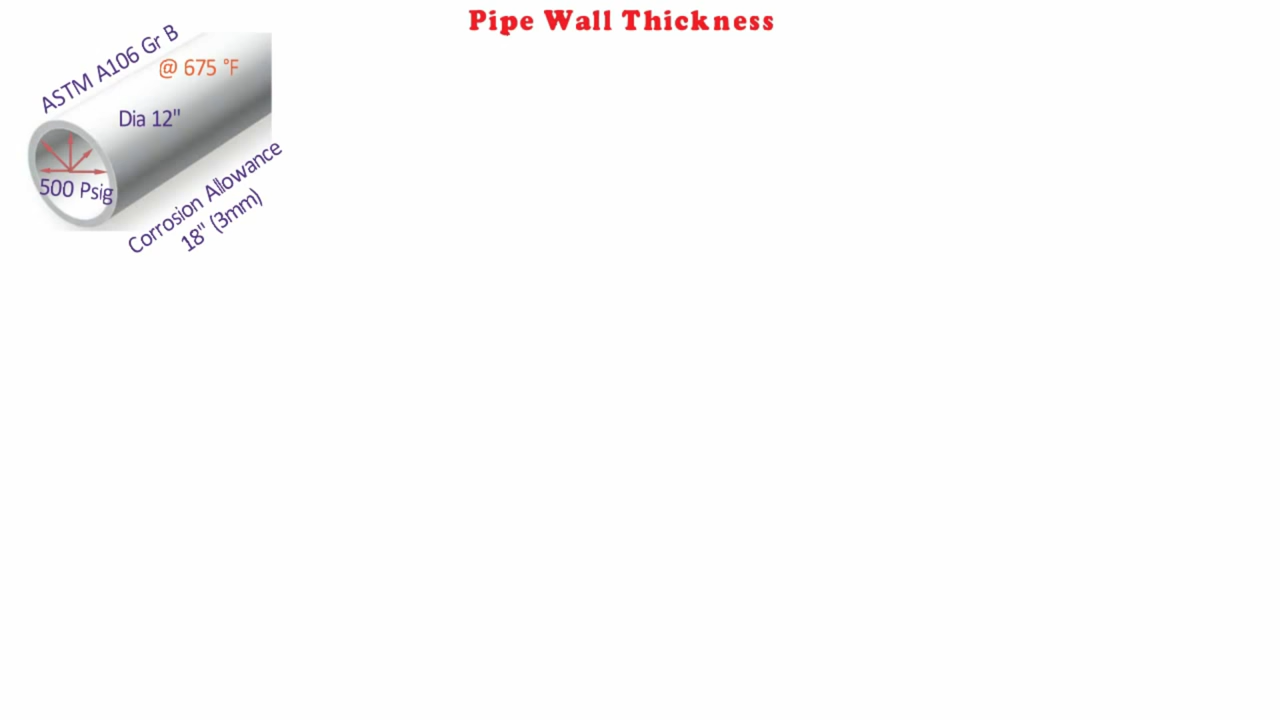 Pipe Wall Thickness
ASTM A106 Gr B
@ 675 °F
Dia 12"
500 Psig
Corrosion Allowance
18" (3mm)